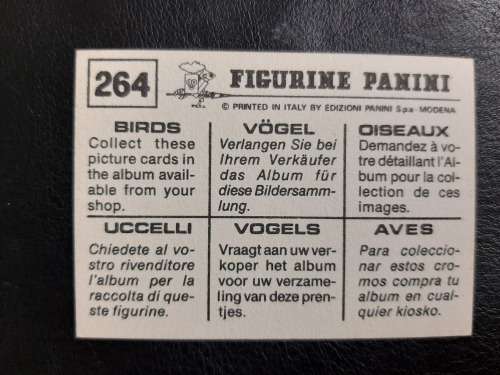 264
FIGURINE PANINI
© PRINTED IN ITALY BY EDIZIONI PANINI S.p.a - MODENA
BIRDS
Collect these
picture cards in
the album avail-
able from your
shop.
VÖGEL
Verlangen Sie bei
Ihrem Verkäufer
das Album für
diese Bildersamm-
lung.
OISEAUX
Demandez à vo-
tre détaillant l'Al-
bum pour la col-
lection de ces
images.
UCCELLI
Chiedete al vo-
stro rivenditore
l'album per la
raccolta di que-
ste figurine.
VOGELS
Vraagt aan uw ver-
koper het album
voor uw verzame-
ling van deze pren-
tjes.
AVES
Para coleccio-
nar estos cro-
mos compra tu
album en cual-
quier kiosko.